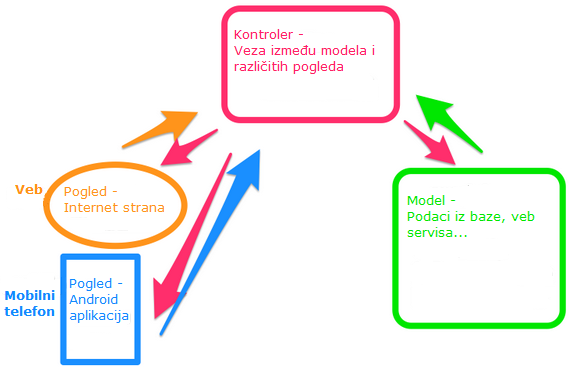 Kontroler -
Veza između modela i
različitih pogleda
Veb
Pogled -
Internet strana
Model -
Podaci iz baze, veb
servisa...
Mobilni
telefon
Pogled -
Android
aplikacija